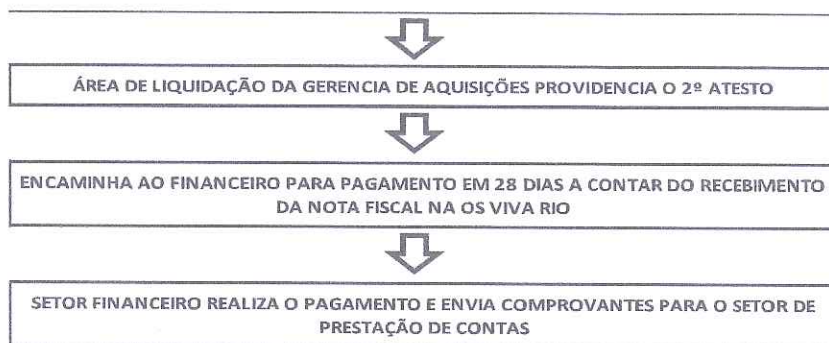 ÁREA DE LIQUIDAÇÃO DA GERENCIA DE AQUISIÇÕES PROVIDENCIA O 2º ATESTO
ENCAMINHA AO FINANCEIRO PARA PAGAMENTO EM 28 DIAS A CONTAR DO RECEBIMENTO
DA NOTA FISCAL NA OS VIVA RIO
SETOR FINANCEIRO REALIZA O PAGAMENTO E ENVIA COMPROVANTES PARA O SETOR DE
PRESTAÇÃO DE CONTAS